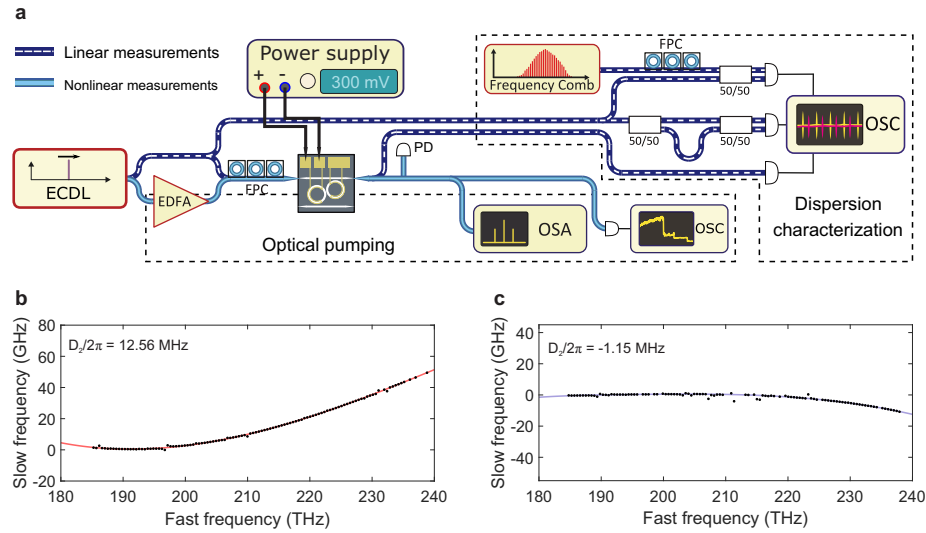 a
Linear measurements
Nonlinear measurements
Power supply
+ -
300 mV
FPC
Frequency Comb
50/50
50/50
50/50
OSC
ECDL
EDFA
FPC
PD
Optical pumping
OSA
OSC
Dispersion
characterization
b
D₂/2π = 12.56 MHz
Slow frequency (GHz)
80
60
40
20
0
-20
180 190 200 210 220 230 240
Fast frequency (THz)
c
D₂/2π = -1.15 MHz
Slow frequency (GHz)
40
20
0
-20
-40
180 190 200 210 220 230 240
Fast frequency (THz)